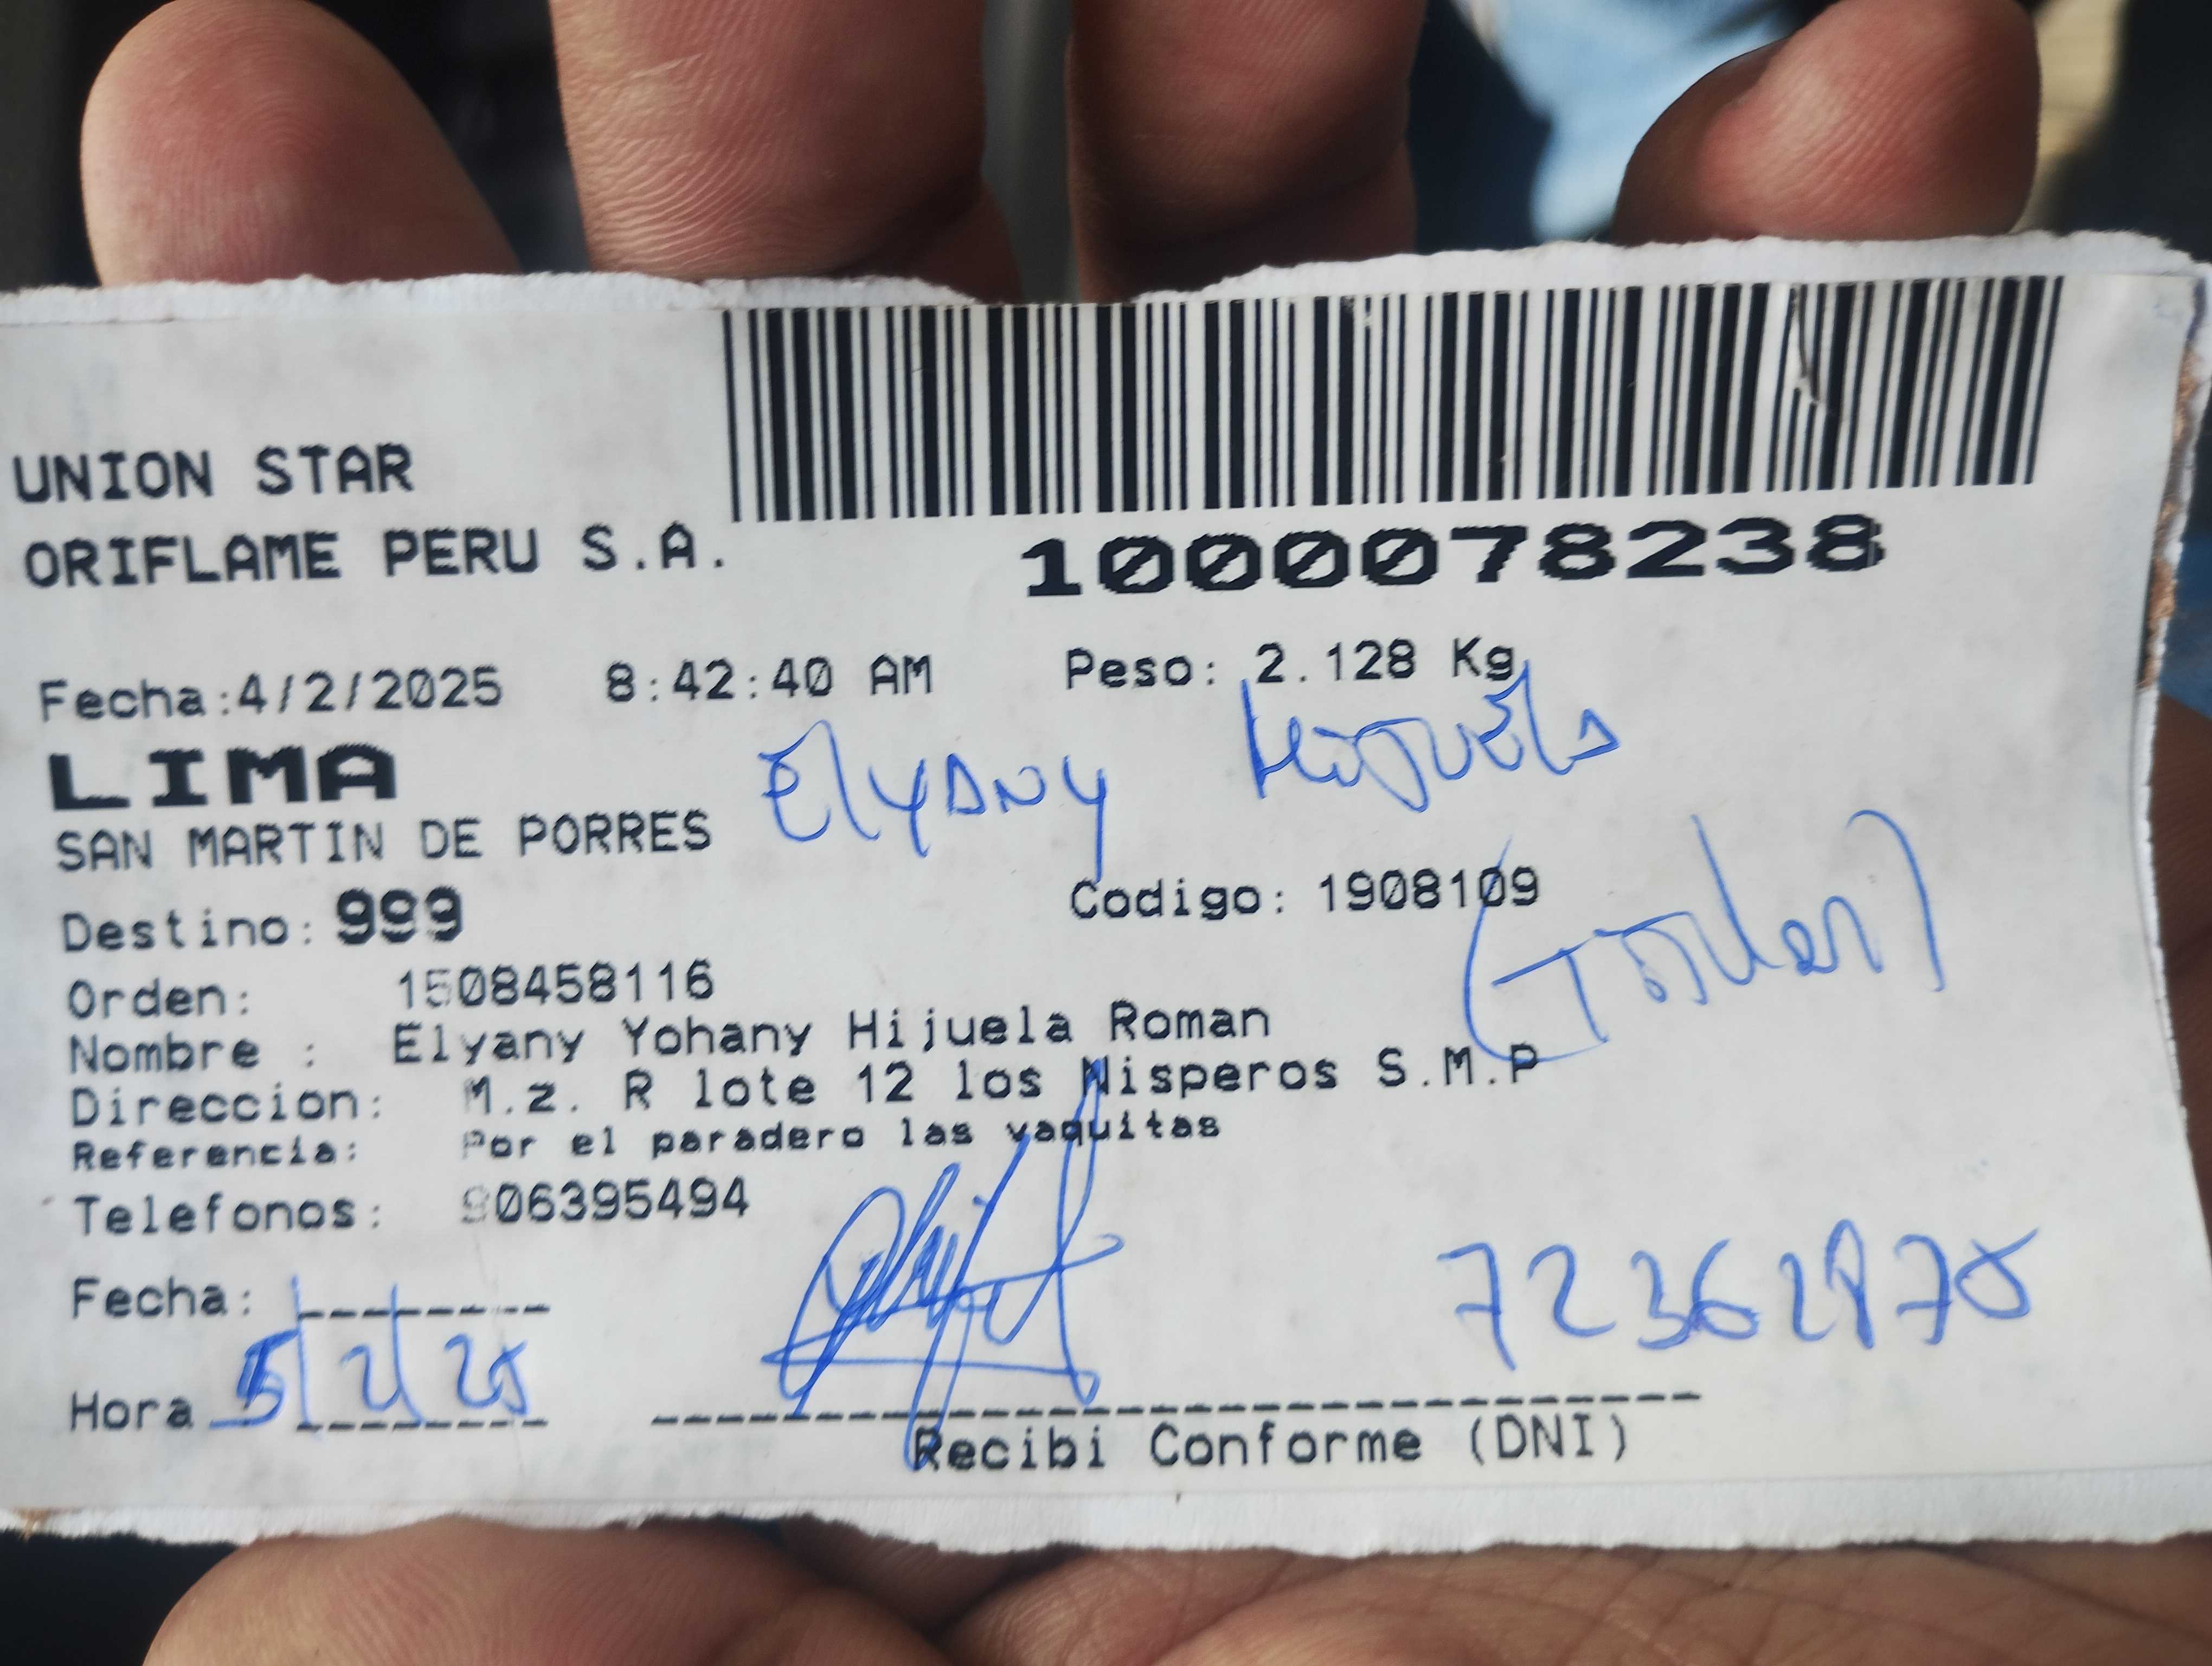 UNION STAR
ORIFLAME PERU S.A.
1000078238
Fecha:4/2/2025 8:42:40 AM Peso: 2.128 Kg
LIMA
Elyany Hijuela
SAN MARTIN DE PORRES
Destino: 999 Codigo: 1908109
Orden: 1508458116
Nombre : Elyany Yohany Hijuela Roman
Direccion: M.z. R lote 12 los Nisperos S.M.P
Referencia: Por el paradero las vaquitas
Telefonos: 906395494
Fecha:
Hora 5/2/25
Recibi Conforme (DNI)